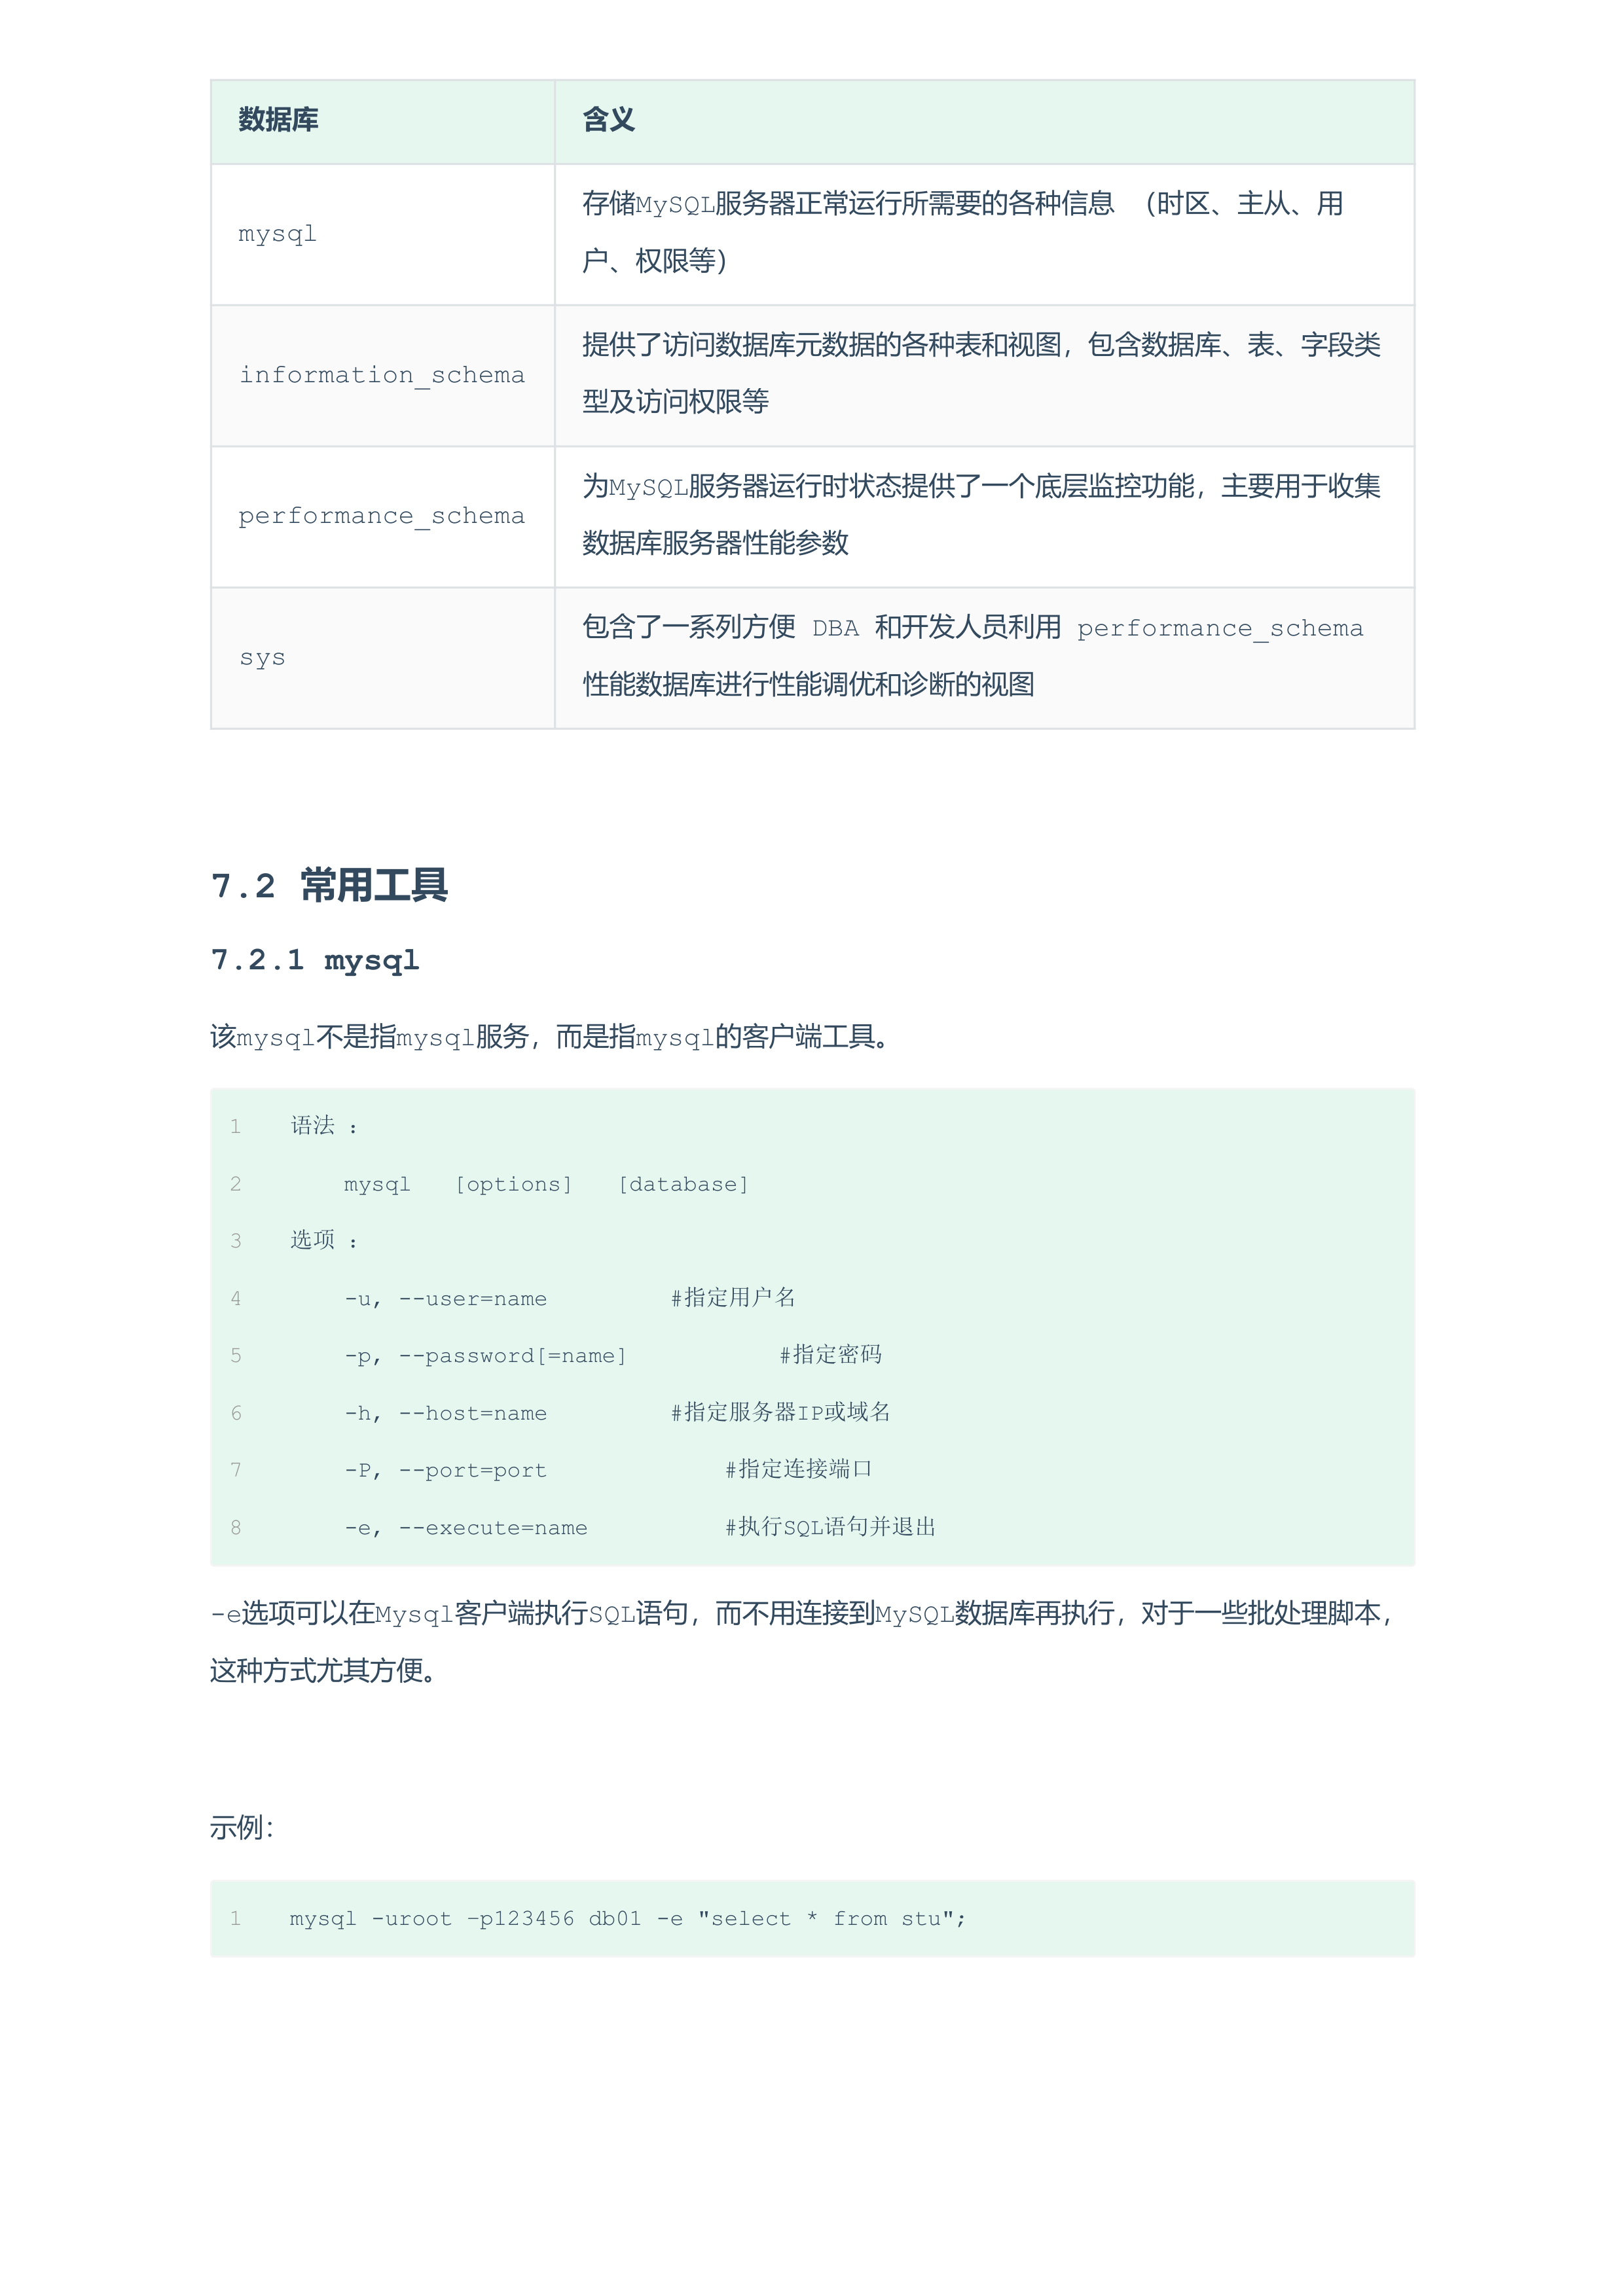 数据库 含义
mysql
存储MySQL服务器正常运行所需要的各种信息 （时区、主从、用
户、权限等）
information_schema
提供了访问数据库元数据的各种表和视图，包含数据库、表、字段类
型及访问权限等
performance_schema
为MySQL服务器运行时状态提供了一个底层监控功能，主要用于收集
数据库服务器性能参数
sys
包含了一系列方便 DBA 和开发人员利用 performance_schema
性能数据库进行性能调优和诊断的视图
7.2 常用工具
7.2.1 mysql
该mysql不是指mysql服务，而是指mysql的客户端工具。
1 语法 ：
2 mysql [options] [database]
3 选项 ：
4 -u, --user=name #指定用户名
5 -p, --password[=name] #指定密码
6 -h, --host=name #指定服务器IP或域名
7 -P, --port=port #指定连接端口
8 -e, --execute=name #执行SQL语句并退出
-e选项可以在Mysql客户端执行SQL语句，而不用连接到MySQL数据库再执行，对于一些批处理脚本，
这种方式尤其方便。
示例：
1 mysql -uroot –p123456 db01 -e "select * from stu";